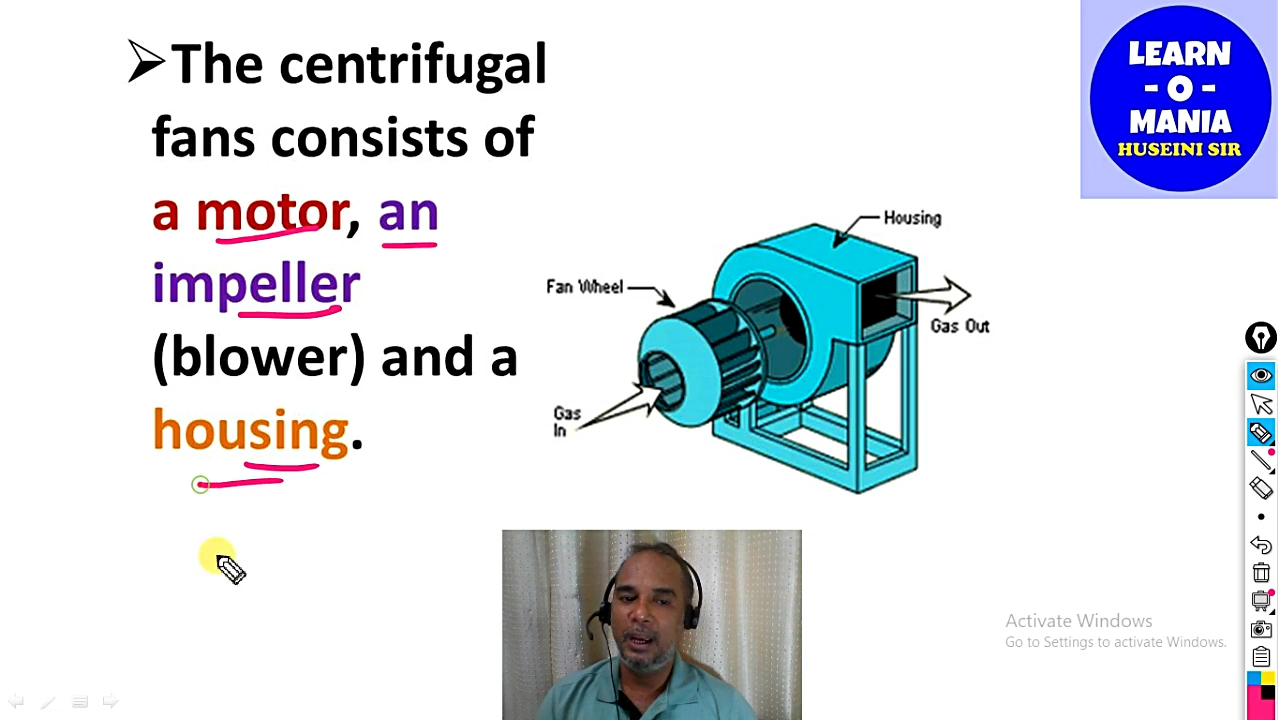 ➢The centrifugal
fans consists of
a motor, an
impeller
(blower) and a
housing.
LEARN
- O -
MANIA
HUSEINI SIR
Housing
Fan Wheel
Gas Out
Gas
In
Activate Windows
Go to Settings to activate Windows.